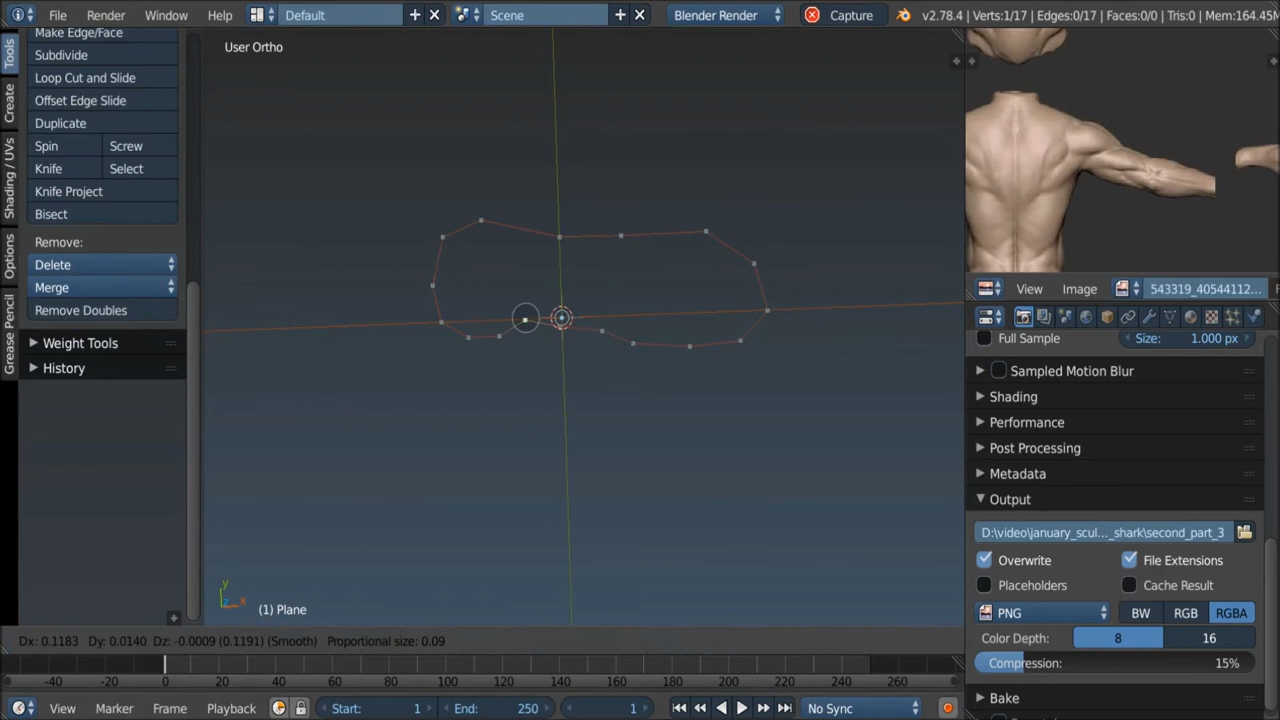 File Render Window Help Default Scene Blender Render Capture v2.78.4 | Verts:1/17 | Edges:0/17 | Faces:0/0 | Tris:0 | Mem:164.45M
Tools
Create
Shading / UVs
Options
Grease Pencil
Make Edge/Face
Subdivide
Loop Cut and Slide
Offset Edge Slide
Duplicate
Spin Screw
Knife Select
Knife Project
Bisect
Remove:
Delete
Merge
Remove Doubles
Weight Tools
History
User Ortho
y
z x
(1) Plane
Dx: 0.1183 Dy: 0.0140 Dz: -0.0009 (0.1191) (Smooth) Proportional size: 0.09
View Image 543319_40544112...
Full Sample Size: 1.000 px
Sampled Motion Blur
Shading
Performance
Post Processing
Metadata
Output
D:\video\january_scul..._shark\second_part_3
Overwrite File Extensions
Placeholders Cache Result
PNG BW RGB RGBA
Color Depth: 8 16
Compression: 15%
Bake
-40 -20 0 20 40 60 80 100 120 140 160 180 200 220 240 260
View Marker Frame Playback Start: 1 End: 250 1 No Sync